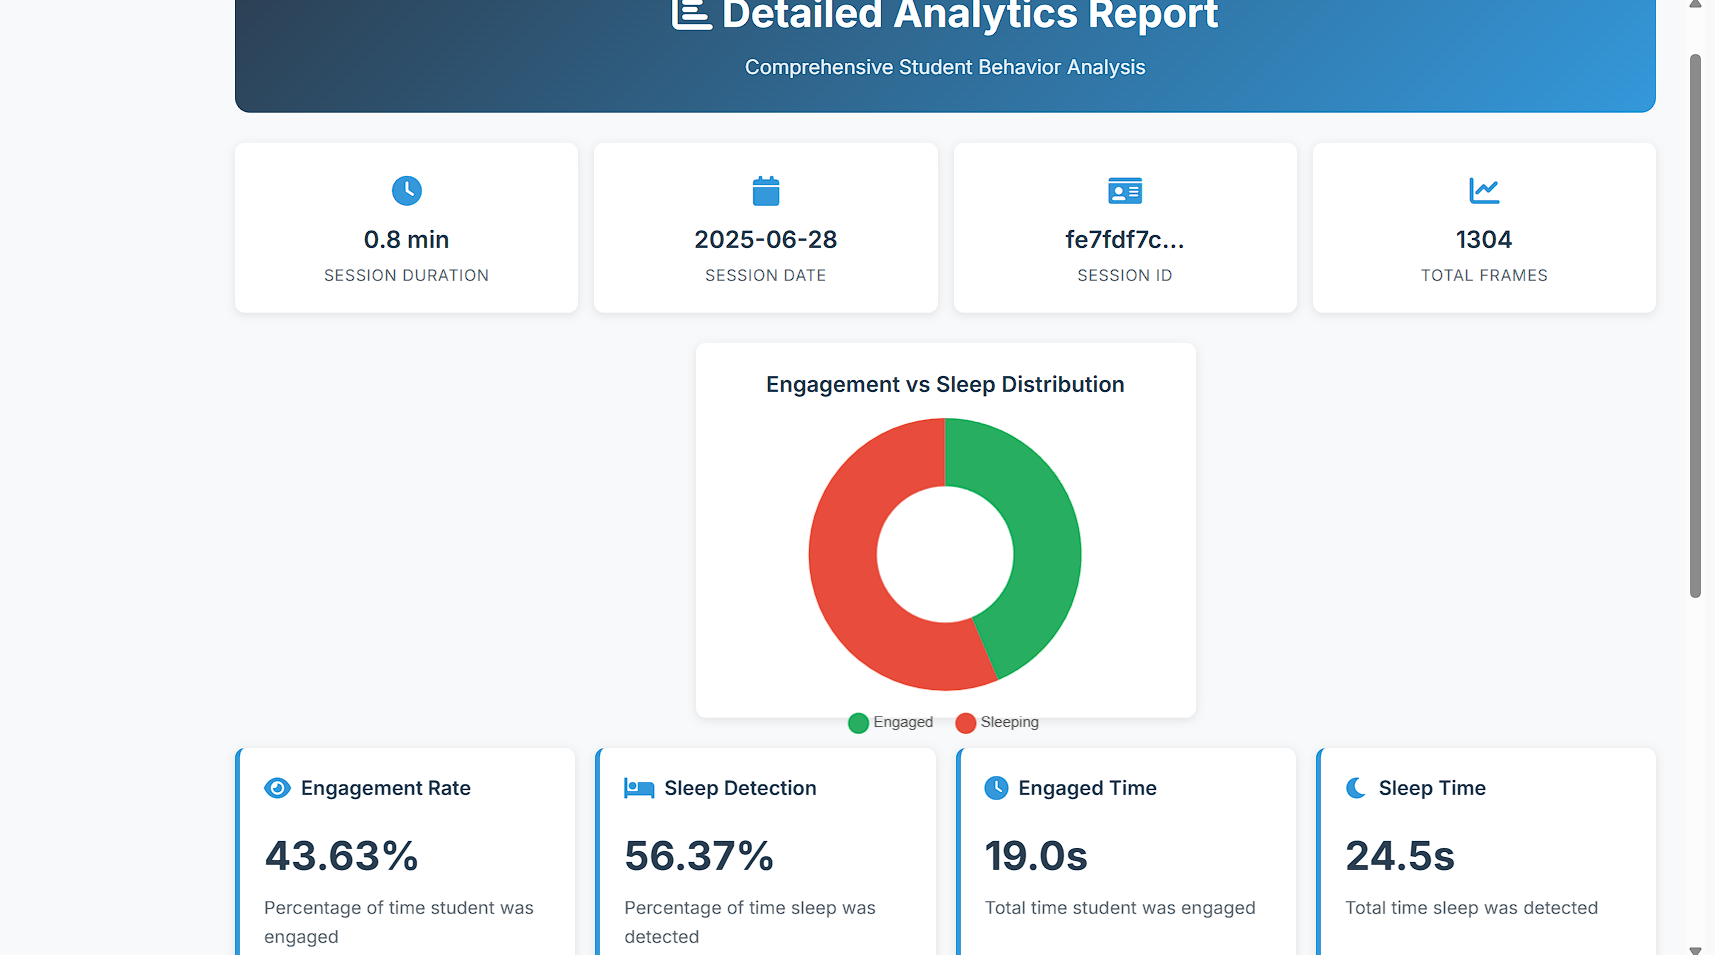 Detailed Analytics Report
Comprehensive Student Behavior Analysis
0.8 min
SESSION DURATION
2025-06-28
SESSION DATE
fe7fdf7c...
SESSION ID
1304
TOTAL FRAMES
Engagement vs Sleep Distribution
Engaged
Sleeping
Engagement Rate
43.63%
Percentage of time student was
engaged
Sleep Detection
56.37%
Percentage of time sleep was
detected
Engaged Time
19.0s
Total time student was engaged
Sleep Time
24.5s
Total time sleep was detected